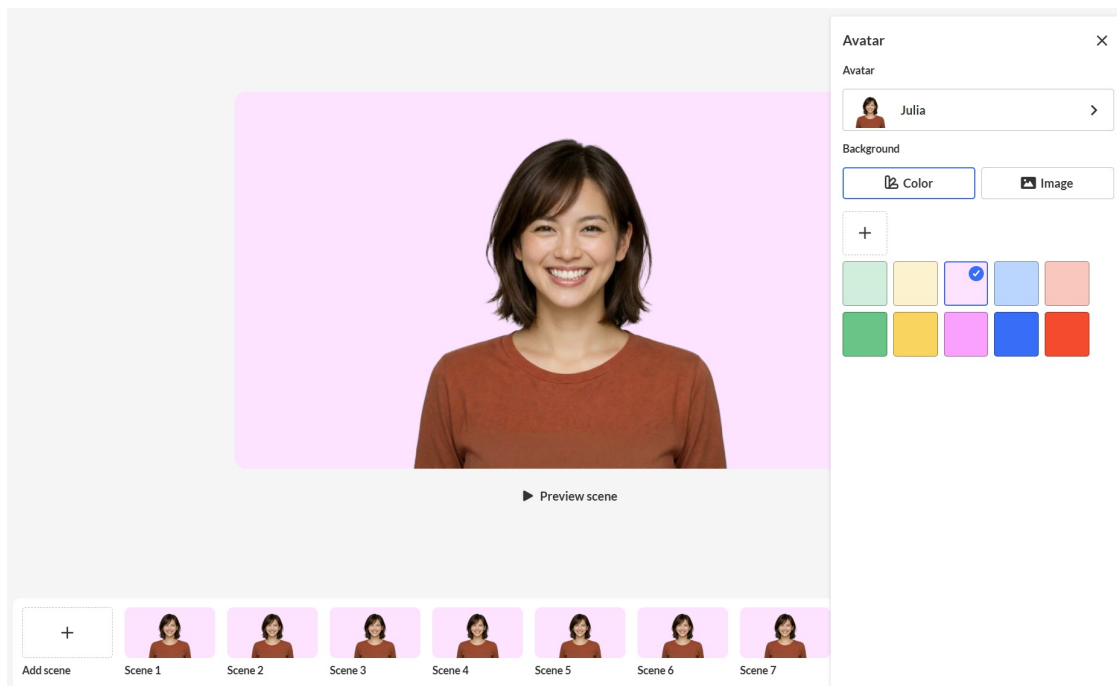 Avatar
Avatar
Julia
Background
Color
Image
Preview scene
Add scene
Scene 1
Scene 2
Scene 3
Scene 4
Scene 5
Scene 6
Scene 7